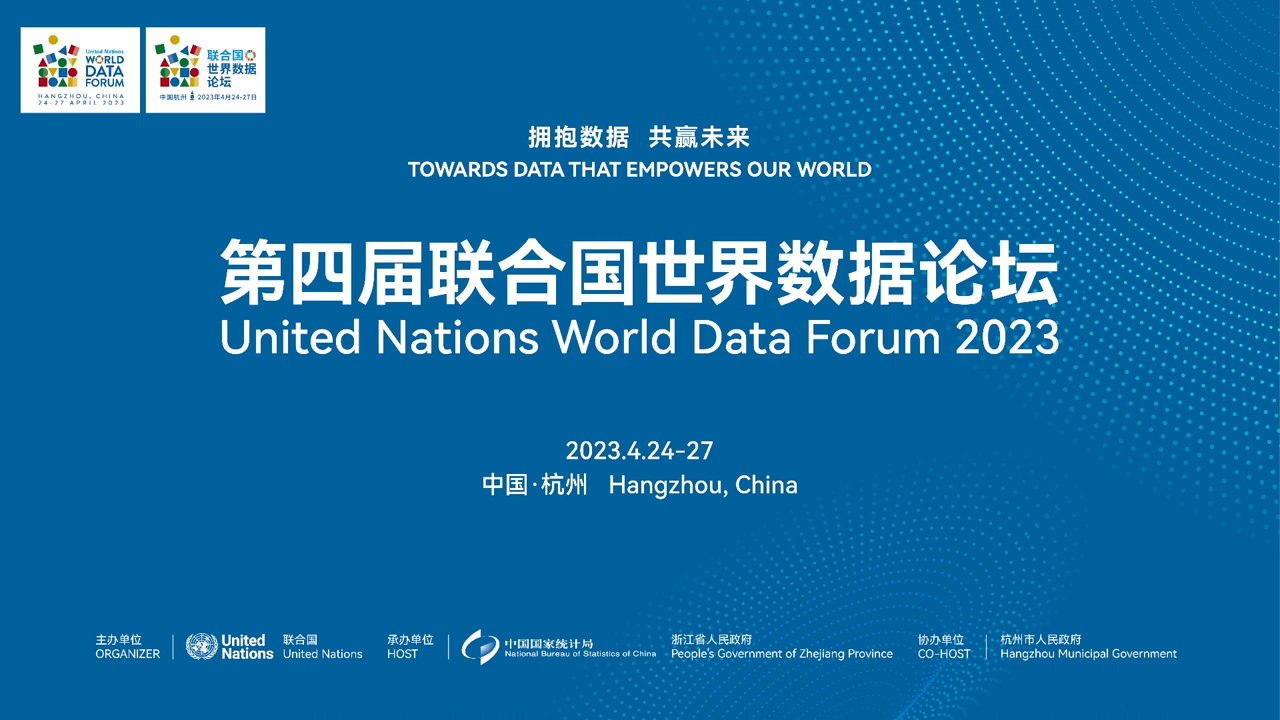 United Nations
WORLD
DATA
FORUM
HANGZHOU, CHINA
24-27 APRIL 2023
联合国
世界数据
论坛
中国杭州 2023年4月24-27日
拥抱数据 共赢未来
TOWARDS DATA THAT EMPOWERS OUR WORLD
第四届联合国世界数据论坛
United Nations World Data Forum 2023
2023.4.24-27
中国·杭州 Hangzhou, China
主办单位
ORGANIZER
United
Nations
联合国
United Nations
承办单位
HOST
中国国家统计局
National Bureau of Statistics of China
浙江省人民政府
People's Government of Zhejiang Province
协办单位
CO-HOST
杭州市人民政府
Hangzhou Municipal Government